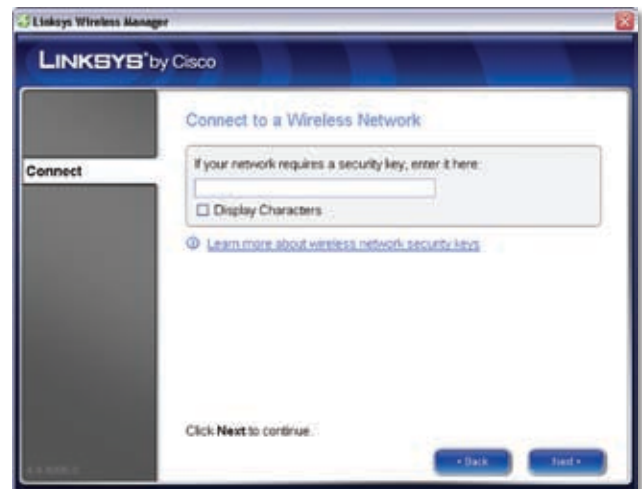 Linksys Wireless Manager
LINKSYS® by Cisco
Connect to a Wireless Network
Connect
If your network requires a security key, enter it here:
Display Characters
Learn more about wireless network security keys
Click Next to continue.
Back
Next